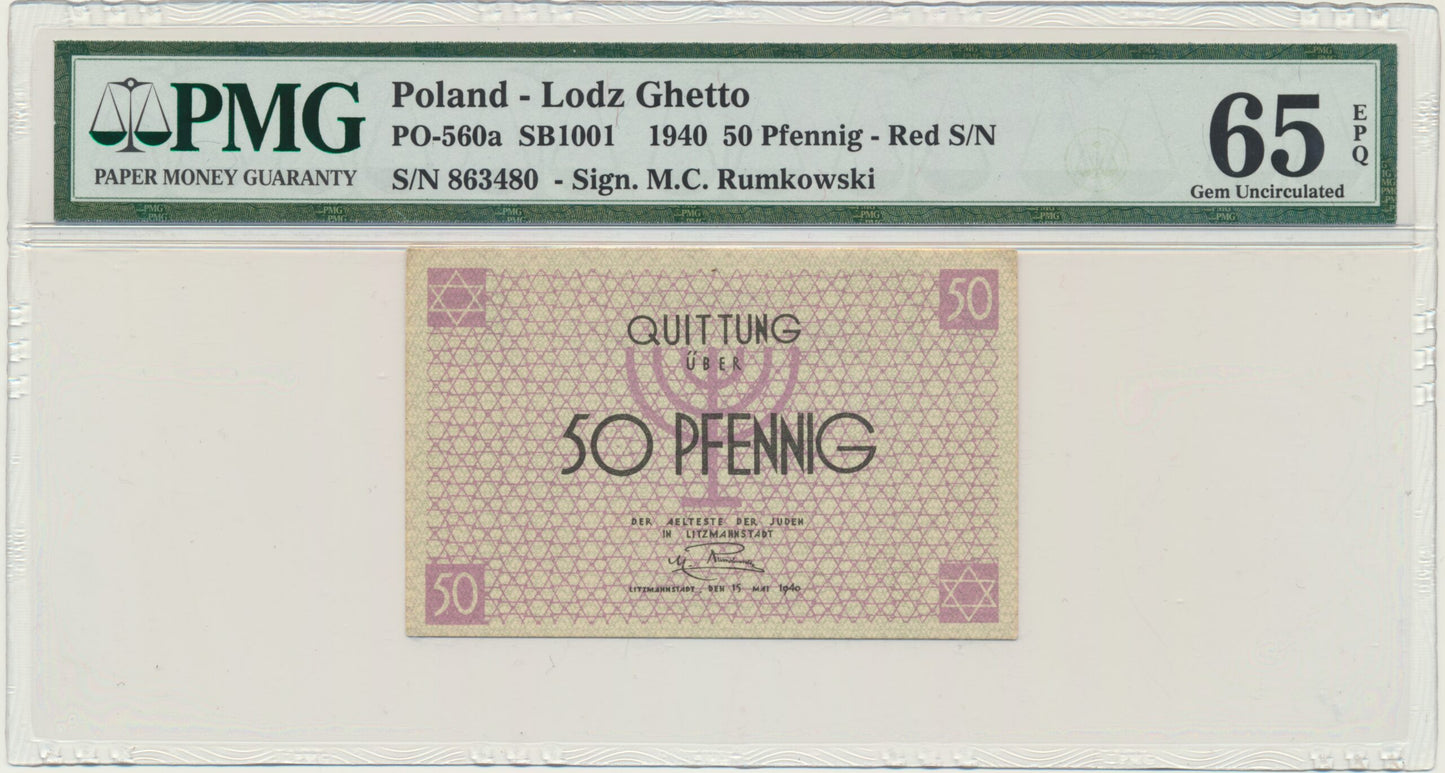 PMG
PAPER MONEY GUARANTY
Poland - Lodz Ghetto
PO-560a SB1001 1940 50 Pfennig - Red S/N
S/N 863480 - Sign. M.C. Rumkowski
65
EPQ
Gem Uncirculated
50
QUITTUNG
ÜBER
50 PFENNIG
DER AELTESTE DER JUDEN
IN LITZMANNSTADT
M. Rumkowski
50
LITZMANNSTADT, DEN 15 MAI 1940